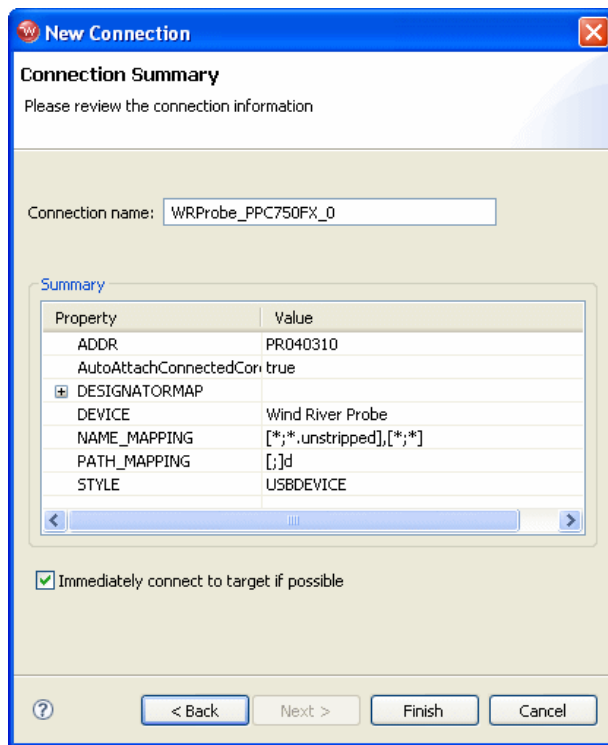 New Connection
Connection Summary
Please review the connection information
Connection name: WRProbe_PPC750FX_0
Summary
Property Value
ADDR PR040310
AutoAttachConnectedCor true
DESIGNATORMAP
DEVICE Wind River Probe
NAME_MAPPING [*;*.unstripped],[*;*]
PATH_MAPPING [;]d
STYLE USBDEVICE
Immediately connect to target if possible
< Back Next > Finish Cancel